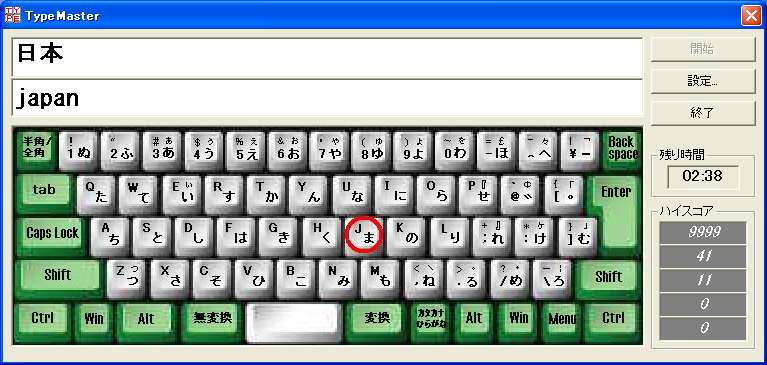 TypeMaster
日本
japan
開始
設定...
終了
残り時間
02:38
ハイスコア
9999
41
11
0
0
半角/全角 !1ぬ "2ふ #3ぁあ $4ぅう %5ぇえ &6ぉお '7ゃや (8ゅゆ )9ょよ ~0をわ =-ほ ^へ |\ー Back space
tab Qた Wて Eぃい Rす Tか Yん Uな Iに Oら P『せ `@゛ {[「゜ Enter
Caps Lock Aち Sと Dし Fは Gき Hく Jま Kの Lり +;れ *:け }]」む
Shift Zっつ Xさ Cそ Vひ Bこ Nみ Mも <,、ね >.。る ?/・め \ろ Shift
Ctrl Win Alt 無変換 変換 カタカナ ひらがな Alt Win Menu Ctrl